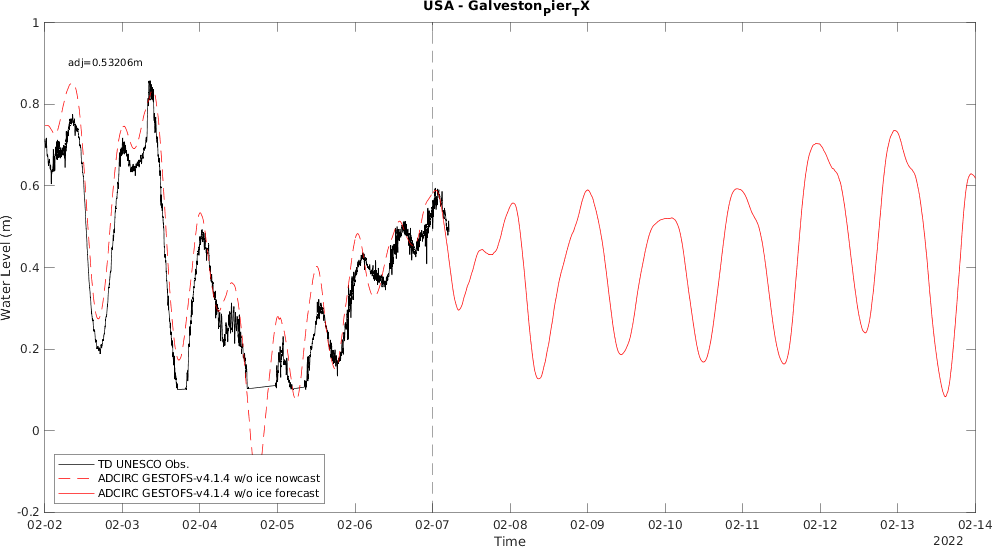 USA - GalvestonPierTX
adj=0.53206m
1
0.8
0.6
0.4
0.2
0
-0.2
Water Level (m)
TD UNESCO Obs.
ADCIRC GESTOFS-v4.1.4 w/o ice nowcast
ADCIRC GESTOFS-v4.1.4 w/o ice forecast
02-02 02-03 02-04 02-05 02-06 02-07 02-08 02-09 02-10 02-11 02-12 02-13 02-14
Time
2022